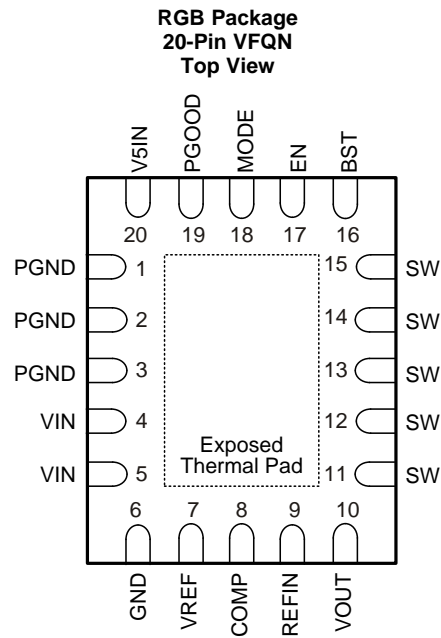 RGB Package
20-Pin VFQN
Top View
V5IN
PGOOD
MODE
EN
BST
20
19
18
17
16
PGND 1
15 SW
PGND 2
14 SW
PGND 3
13 SW
VIN 4
12 SW
VIN 5
11 SW
Exposed
Thermal Pad
6
7
8
9
10
GND
VREF
COMP
REFIN
VOUT